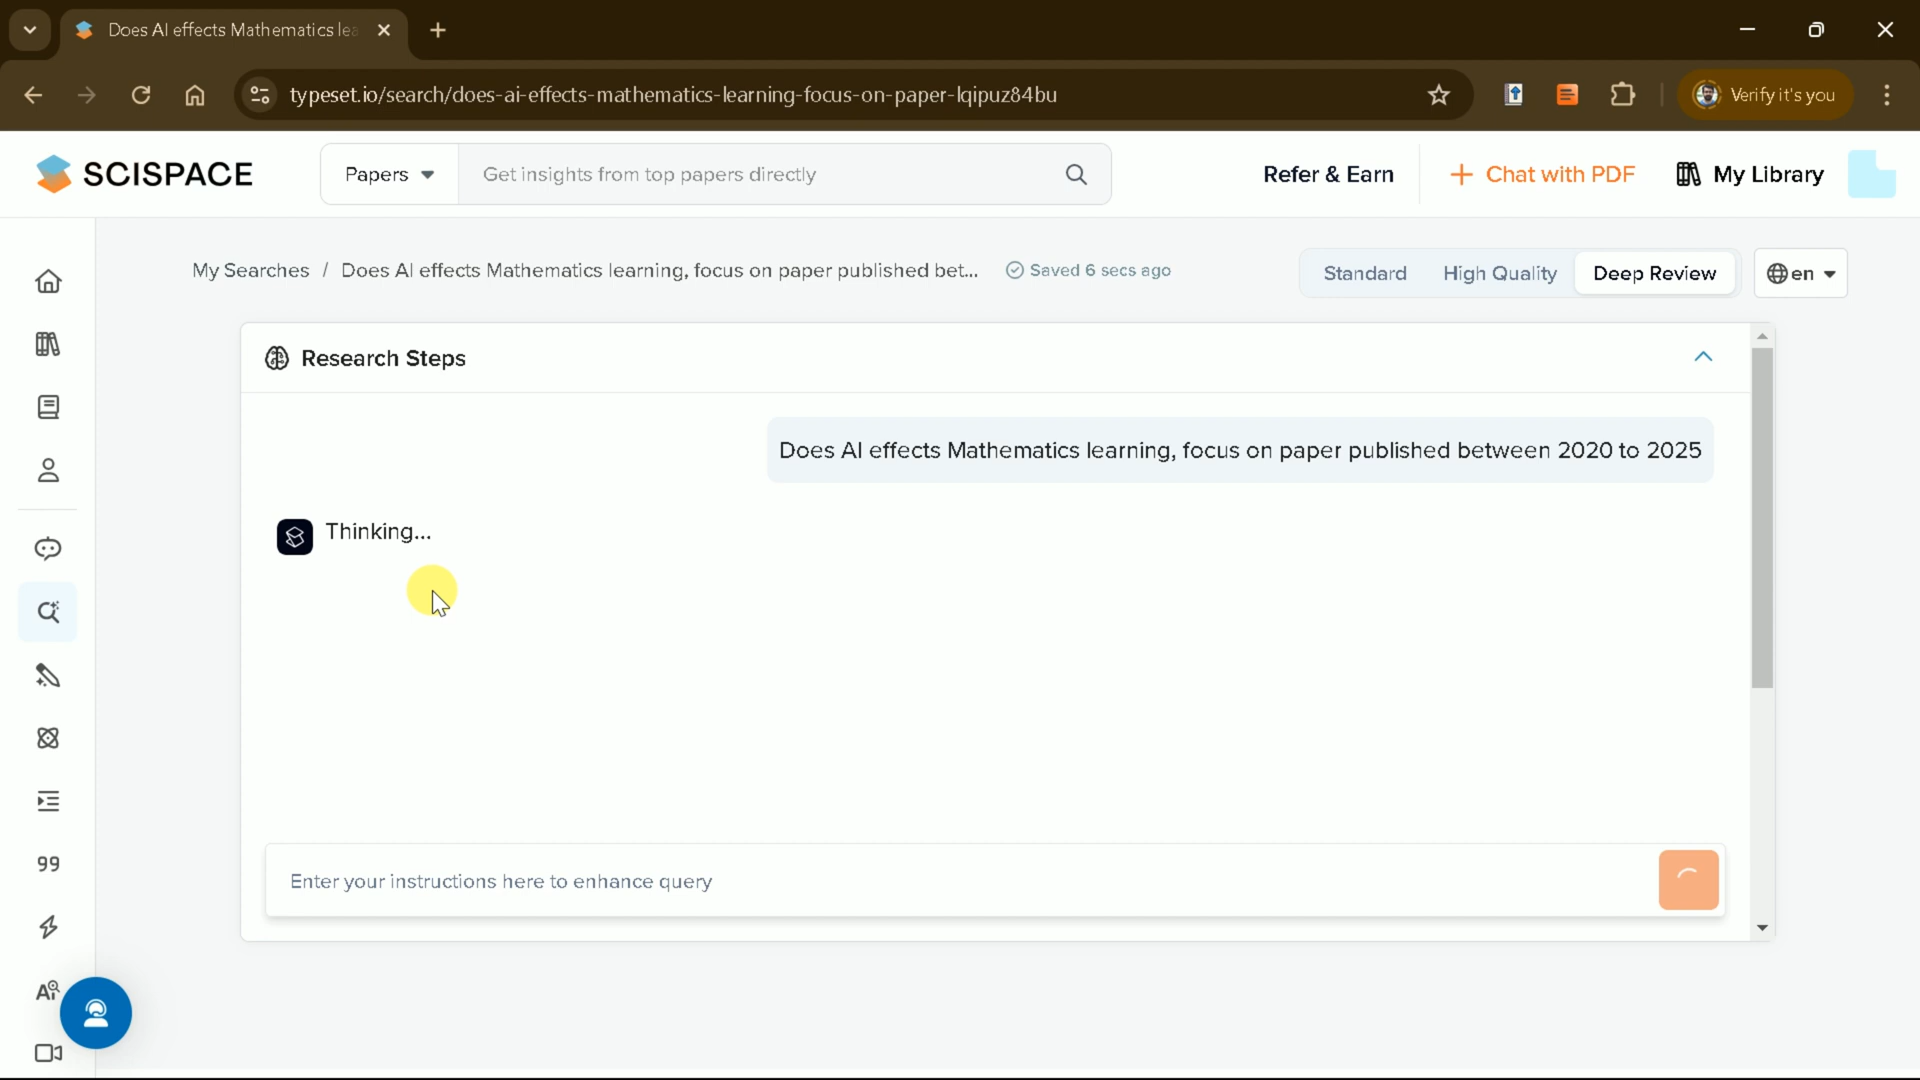 Does AI effects Mathematics lea
typeset.io/search/does-ai-effects-mathematics-learning-focus-on-paper-lqipuz84bu
Verify it's you
SCISPACE
Papers
Get insights from top papers directly
Refer & Earn
+ Chat with PDF
My Library
My Searches / Does AI effects Mathematics learning, focus on paper published bet...
Saved 6 secs ago
Standard
High Quality
Deep Review
en
Research Steps
Does AI effects Mathematics learning, focus on paper published between 2020 to 2025
Thinking...
Enter your instructions here to enhance query